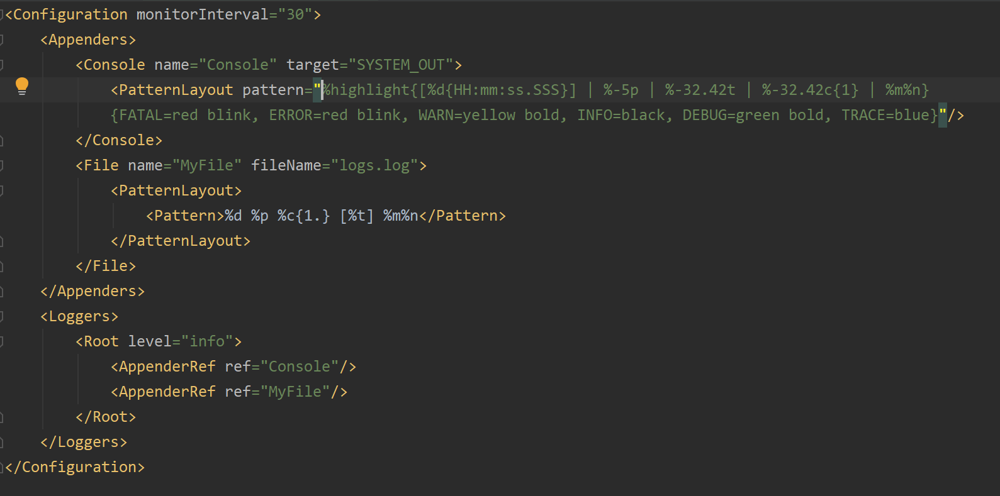 <Configuration monitorInterval="30">
<Appenders>
<Console name="Console" target="SYSTEM_OUT">
<PatternLayout pattern="%highlight{[%d{HH:mm:ss.SSS}] | %-5p | %-32.42t | %-32.42c{1} | %m%n}
{FATAL=red blink, ERROR=red blink, WARN=yellow bold, INFO=black, DEBUG=green bold, TRACE=blue}"/>
</Console>
<File name="MyFile" fileName="logs.log">
<PatternLayout>
<Pattern>%d %p %c{1.} [%t] %m%n</Pattern>
</PatternLayout>
</File>
</Appenders>
<Loggers>
<Root level="info">
<AppenderRef ref="Console"/>
<AppenderRef ref="MyFile"/>
</Root>
</Loggers>
</Configuration>